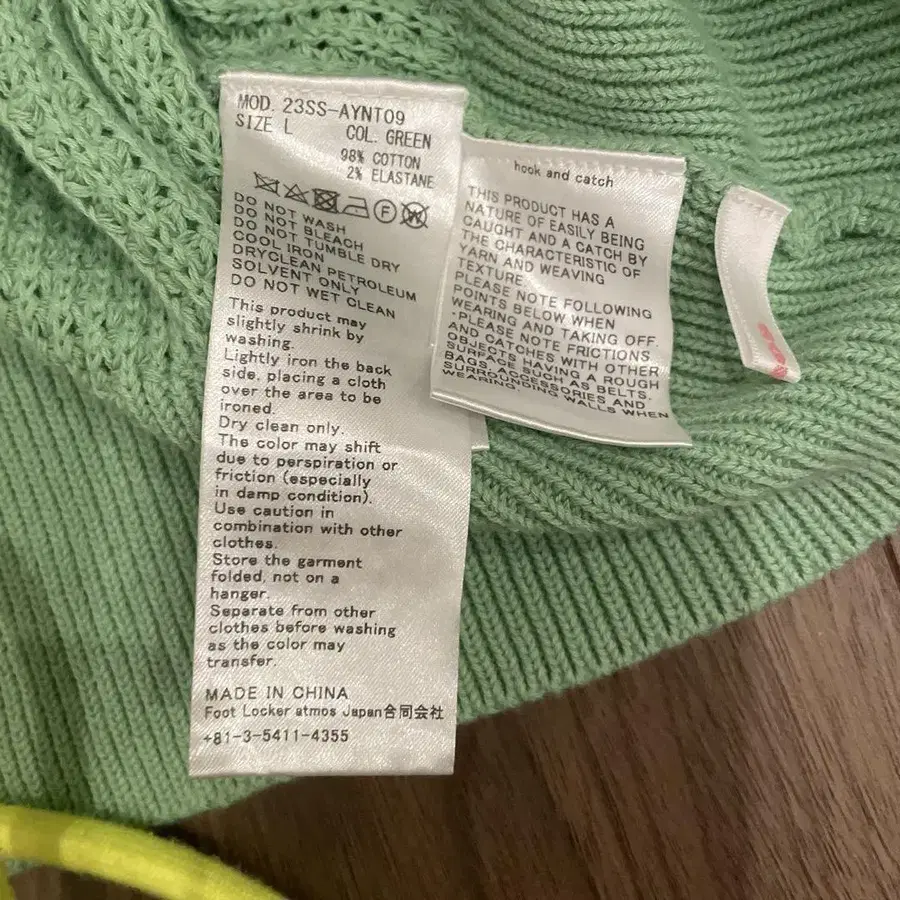 MOD. 23SS-AYNT09
SIZE L COL. GREEN
98% COTTON
2% ELASTANE
DO NOT WASH
DO NOT BLEACH
DO NOT TUMBLE DRY
COOL IRON
DRYCLEAN PETROLEUM
SOLVENT ONLY
DO NOT WET CLEAN
This product may
slightly shrink by
washing.
Lightly iron the back
side, placing a cloth
over the area to be
ironed.
Dry clean only.
The color may shift
due to perspiration or
friction (especially
in damp condition).
Use caution in
combination with other
clothes.
Store the garment
folded, not on a
hanger.
Separate from other
clothes before washing
as the color may
transfer.
MADE IN CHINA
Foot Locker atmos Japan合同会社
+81-3-5411-4355
hook and catch
THIS PRODUCT HAS A
NATURE OF EASILY BEING
CAUGHT AND A CATCH BY
THE CHARACTERISTIC OF
YARN AND WEAVING
TEXTURE.
PLEASE NOTE FOLLOWING
POINTS BELOW WHEN
WEARING AND TAKING OFF.
・PLEASE NOTE FRICTIONS
AND CATCHES WITH OTHER
OBJECTS HAVING A ROUGH
SURFACE SUCH AS BELTS,
BAGS, ACCESSORIES AND
SURROUNDING WALLS WHEN
WEARING